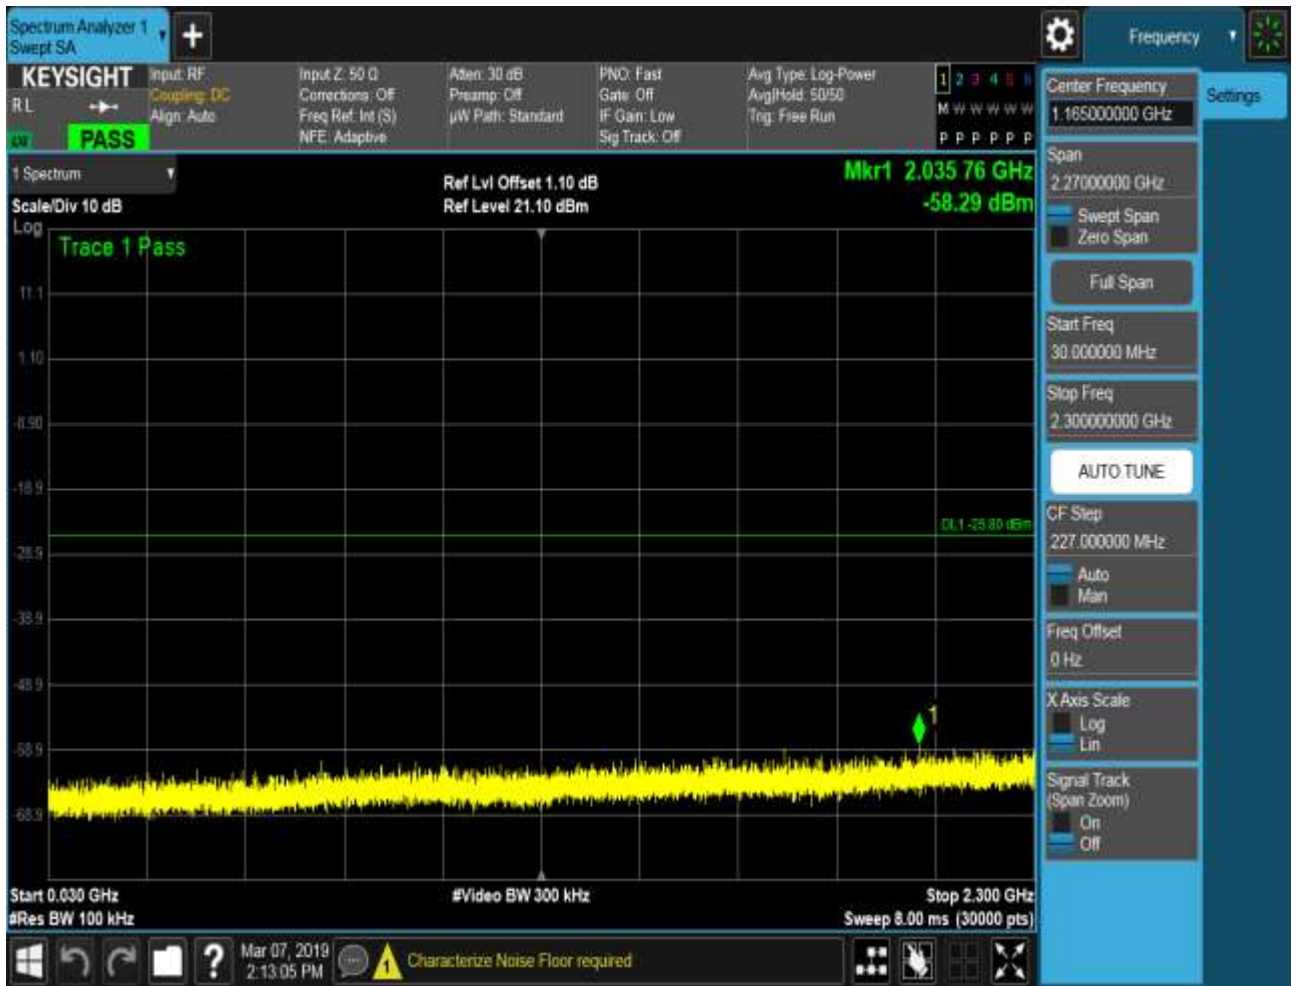 Spectrum Analyzer 1
Swept SA
Frequency
KEYSIGHT
R L
PASS
Input: RF
Coupling: DC
Align: Auto
Input Z: 50 Ω
Corrections: Off
Freq Ref: Int (S)
NFE: Adaptive
Atten: 30 dB
Preamp: Off
µW Path: Standard
PNO: Fast
Gate: Off
IF Gain: Low
Sig Track: Off
Avg Type: Log-Power
Avg|Hold: 50/50
Trig: Free Run
1 2 3 4 5 6
M W W W W W
P P P P P P
Center Frequency
1.165000000 GHz
Settings
Span
2.27000000 GHz
Swept Span
Zero Span
Full Span
Start Freq
30.000000 MHz
Stop Freq
2.300000000 GHz
AUTO TUNE
CF Step
227.000000 MHz
Auto
Man
Freq Offset
0 Hz
X Axis Scale
Log
Lin
Signal Track
(Span Zoom)
On
Off
1 Spectrum
Scale/Div 10 dB
Log
Ref Lvl Offset 1.10 dB
Ref Level 21.10 dBm
Mkr1 2.035 76 GHz
-58.29 dBm
Trace 1 Pass
11.1
1.10
-8.90
-18.9
DL1 -25.80 dBm
-28.9
-38.9
-48.9
1
-58.9
-68.9
Start 0.030 GHz
#Video BW 300 kHz
Stop 2.300 GHz
#Res BW 100 kHz
Sweep 8.00 ms (30000 pts)
?
Mar 07, 2019
2:13:05 PM
1
Characterize Noise Floor required